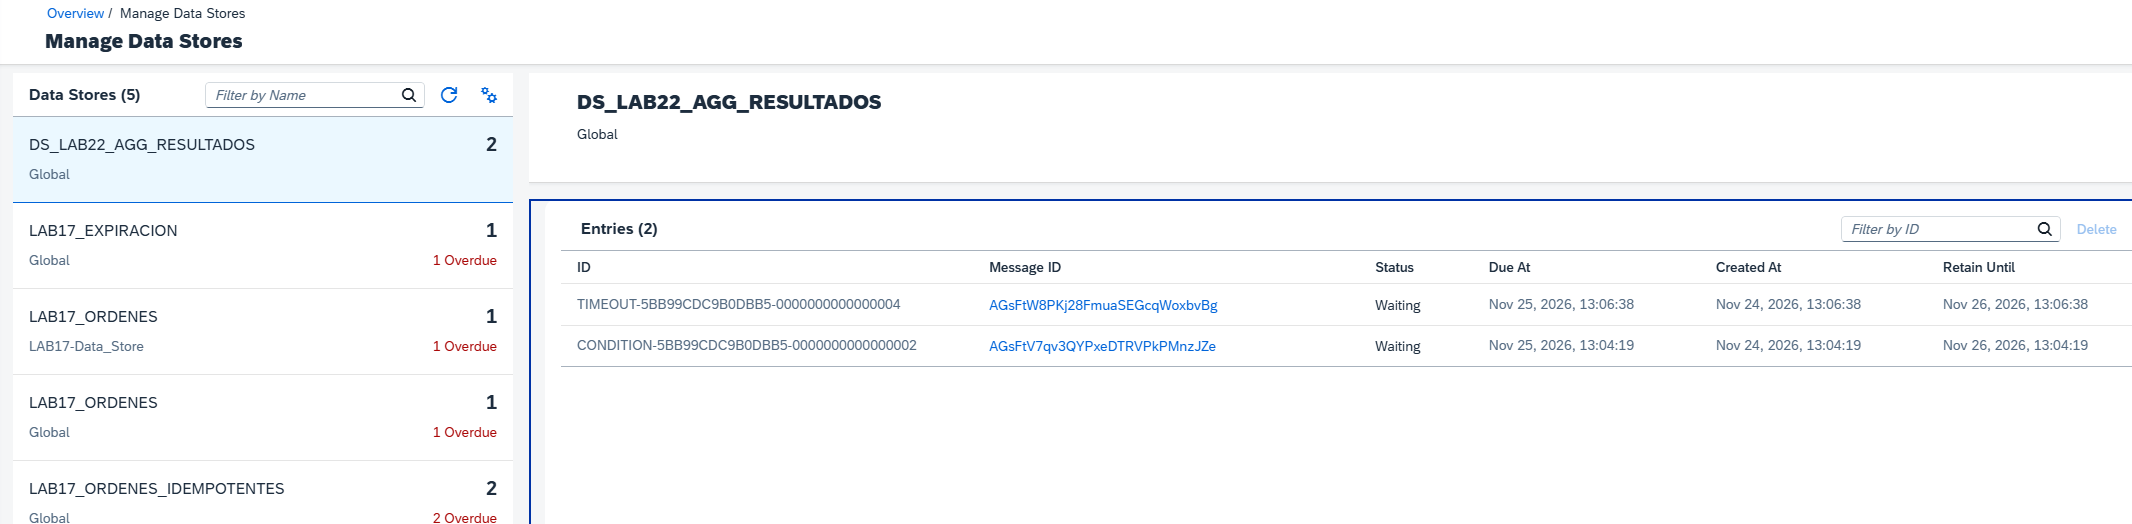 Overview / Manage Data Stores
Manage Data Stores
Data Stores (5)
Filter by Name
DS_LAB22_AGG_RESULTADOS 2
Global
LAB17_EXPIRACION 1
Global 1 Overdue
LAB17_ORDENES 1
LAB17-Data_Store 1 Overdue
LAB17_ORDENES 1
Global 1 Overdue
LAB17_ORDENES_IDEMPOTENTES 2
Global 2 Overdue
DS_LAB22_AGG_RESULTADOS
Global
Entries (2)
Filter by ID
Delete
ID Message ID Status Due At Created At Retain Until
TIMEOUT-5BB99CDC9B0DBB5-0000000000000004 AGsFtW8PKj28FmuaSEGcqWoxbvBg Waiting Nov 25, 2026, 13:06:38 Nov 24, 2026, 13:06:38 Nov 26, 2026, 13:06:38
CONDITION-5BB99CDC9B0DBB5-0000000000000002 AGsFtV7qv3QYPxeDTRVPkPMnzJZe Waiting Nov 25, 2026, 13:04:19 Nov 24, 2026, 13:04:19 Nov 26, 2026, 13:04:19